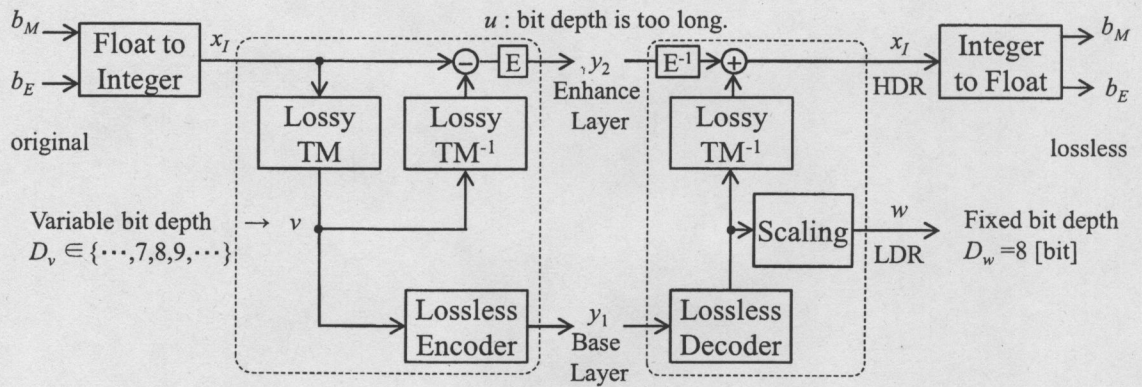 b_M
b_E
original
Float to
Integer
x_I
u : bit depth is too long.
−
E
Lossy
TM
Lossy
TM⁻¹
Variable bit depth → v
D_v ∈ {⋯,7,8,9,⋯}
Lossless
Encoder
y_2
Enhance
Layer
y_1
Base
Layer
E⁻¹
+
Lossy
TM⁻¹
Scaling
Lossless
Decoder
x_I
HDR
w
LDR
Integer
to Float
b_M
b_E
lossless
Fixed bit depth
D_w =8 [bit]